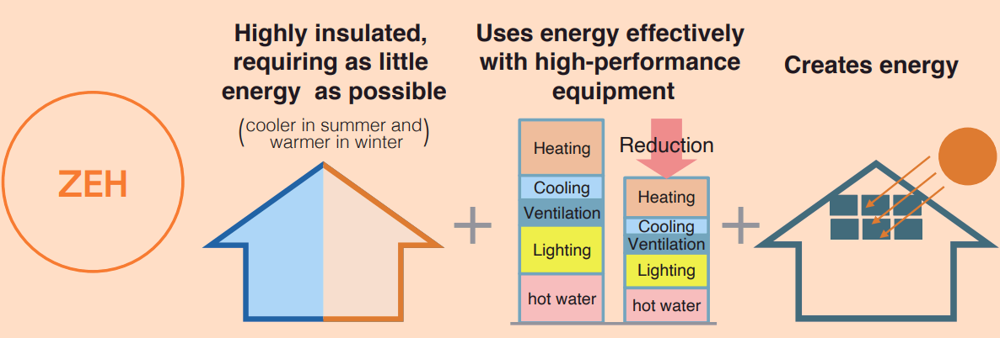 ZEH
Highly insulated,
requiring as little
energy as possible
(cooler in summer and
warmer in winter)
Uses energy effectively
with high-performance
equipment
Heating
Cooling
Ventilation
Lighting
hot water
Reduction
Heating
Cooling
Ventilation
Lighting
hot water
Creates energy